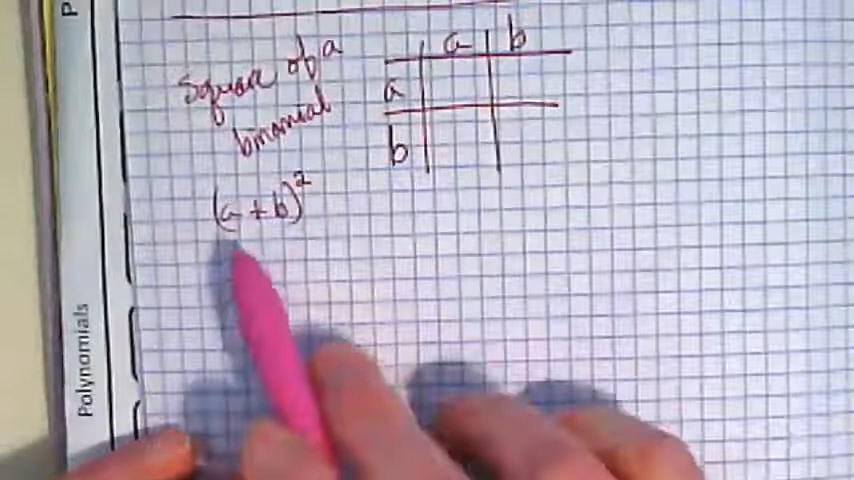 P
Square of a
binomial
a b
a
b
(a + b)²
Polynomials